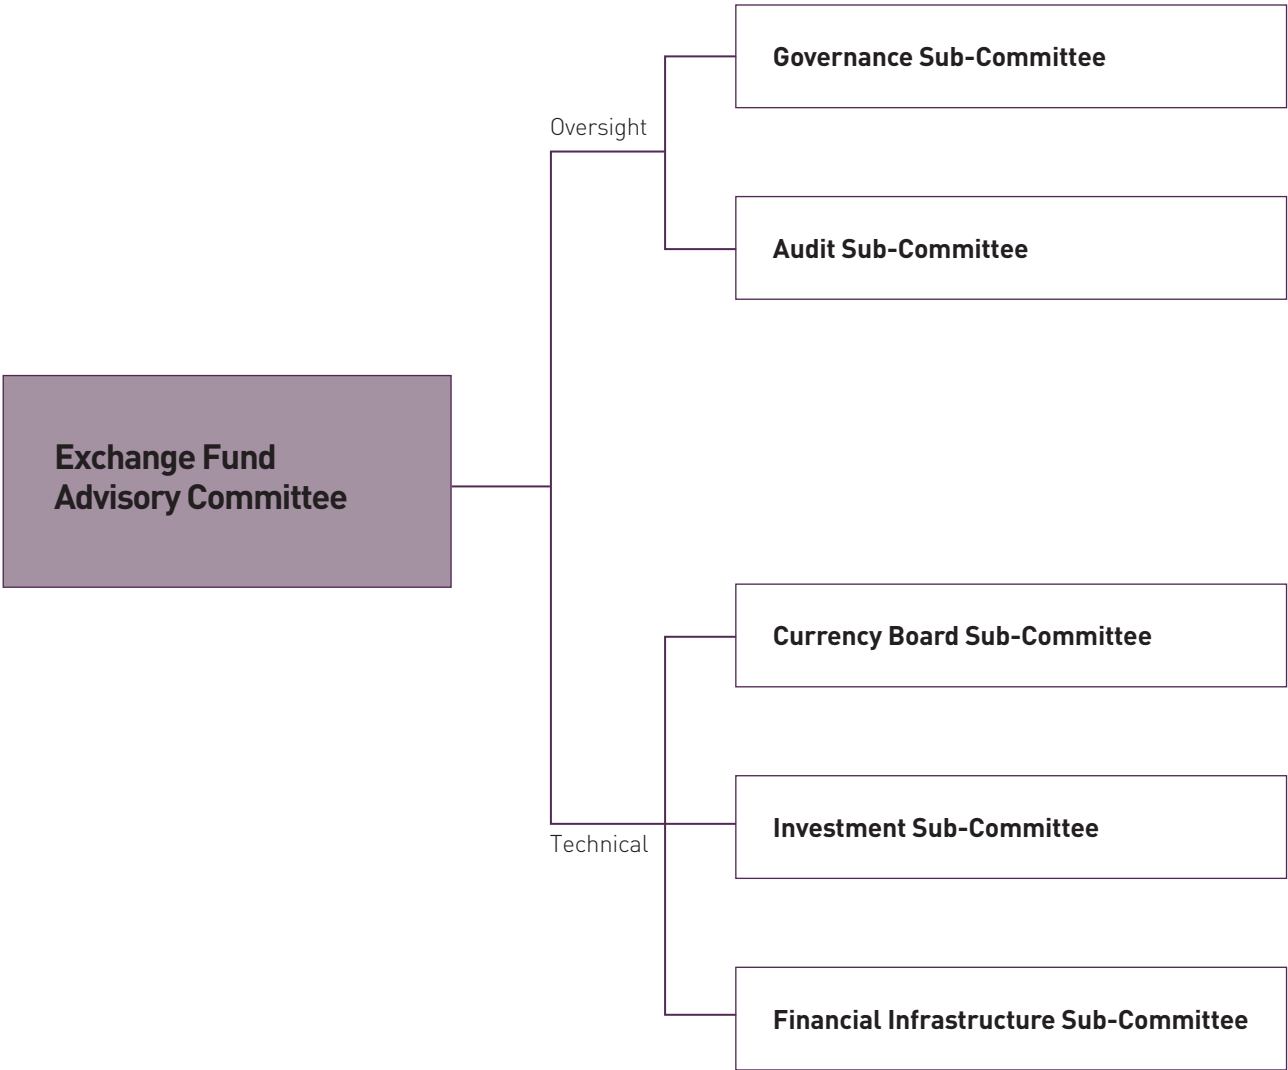 Governance Sub-Committee
Oversight
Audit Sub-Committee
Exchange Fund
Advisory Committee
Currency Board Sub-Committee
Investment Sub-Committee
Technical
Financial Infrastructure Sub-Committee